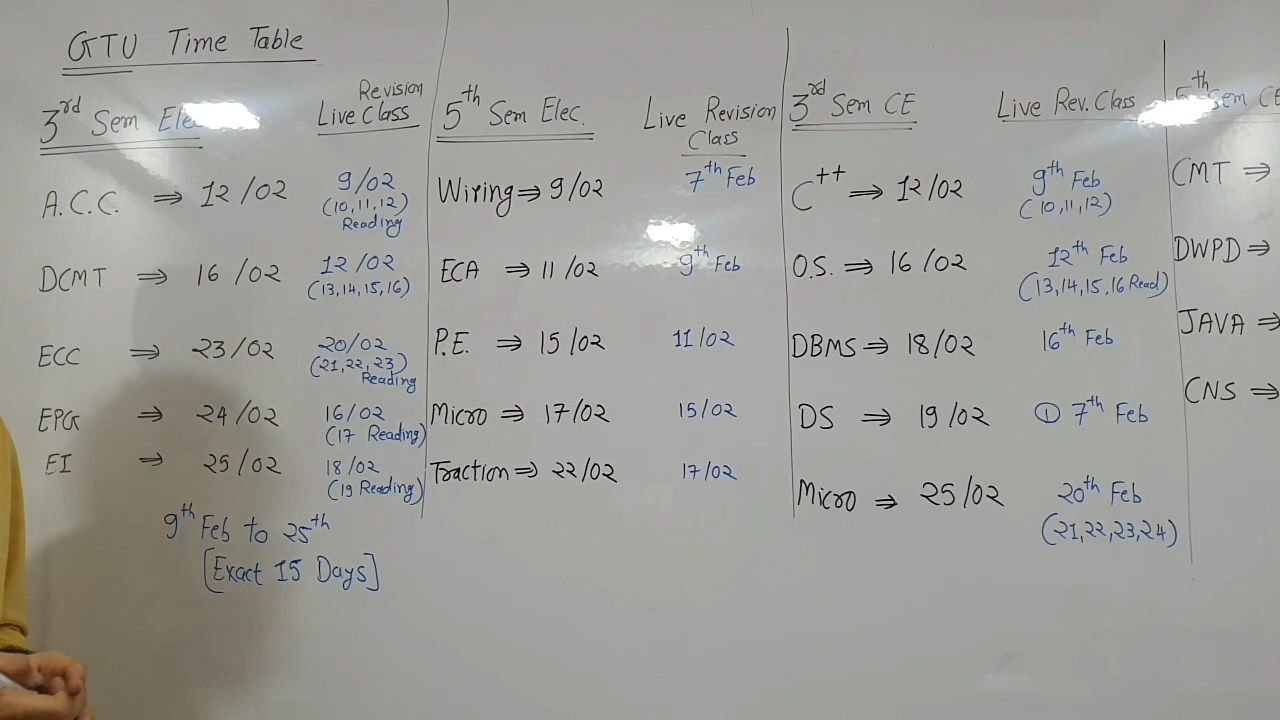 GTU Time Table
3rd Sem Elec
Revision
Live Class
A.C.C. ⇒ 12/02
9/02
(10,11,12)
Reading
DCMT ⇒ 16/02
12/02
(13,14,15,16)
ECC ⇒ 23/02
20/02
(21,22,23)
Reading
EPG ⇒ 24/02
16/02
(17 Reading)
EI ⇒ 25/02
18/02
(19 Reading)
9th Feb to 25th
[Exact 15 Days]
5th Sem Elec.
Live Revision
Class
Wiring ⇒ 9/02
7th Feb
ECA ⇒ 11/02
9th Feb
P.E. ⇒ 15/02
11/02
Micro ⇒ 17/02
15/02
Traction ⇒ 22/02
17/02
3rd Sem CE
Live Rev. Class
C++ ⇒ 12/02
9th Feb
(10,11,12)
O.S. ⇒ 16/02
12th Feb
(13,14,15,16 Read)
DBMS ⇒ 18/02
16th Feb
DS ⇒ 19/02
① 7th Feb
Micro ⇒ 25/02
20th Feb
(21,22,23,24)
5th Sem CE
CMT ⇒
DWPD ⇒
JAVA ⇒
CNS ⇒